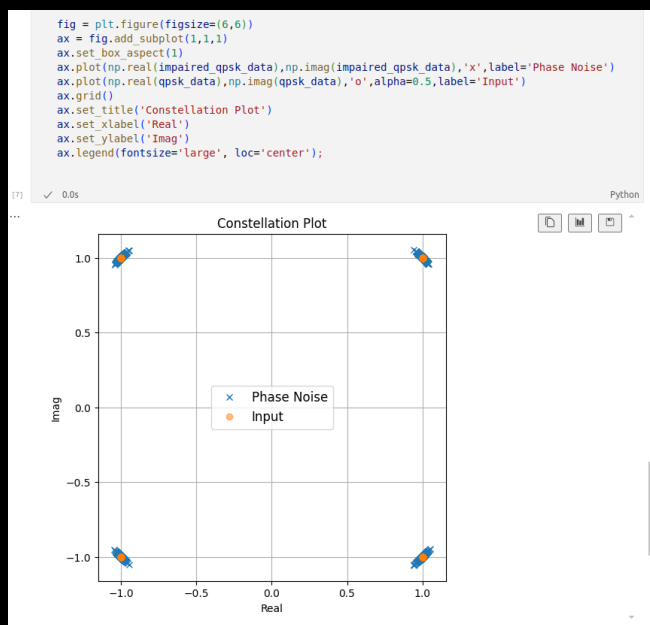 fig = plt.figure(figsize=(6,6))
ax = fig.add_subplot(1,1,1)
ax.set_box_aspect(1)
ax.plot(np.real(impaired_qpsk_data),np.imag(impaired_qpsk_data),'x',label='Phase Noise')
ax.plot(np.real(qpsk_data),np.imag(qpsk_data),'o',alpha=0.5,label='Input')
ax.grid()
ax.set_title('Constellation Plot')
ax.set_xlabel('Real')
ax.set_ylabel('Imag')
ax.legend(fontsize='large', loc='center');
[7] ✓ 0.0s Python
...
Constellation Plot
1.0
0.5
Phase Noise
Imag
0.0
Input
−0.5
−1.0
−1.0 −0.5 0.0 0.5 1.0
Real